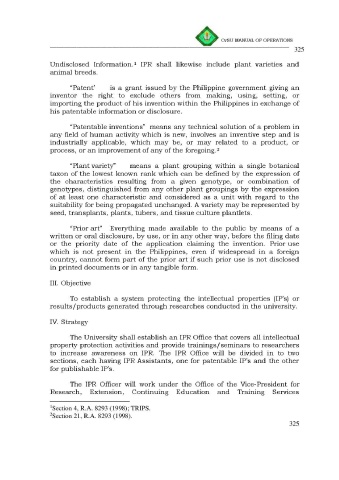 CvSU MANUAL OF OPERATIONS
325
Undisclosed Information.¹ IPR shall likewise include plant varieties and
animal breeds.
"Patent' is a grant issued by the Philippine government giving an
inventor the right to exclude others from making, using, setting, or
importing the product of his invention within the Philippines in exchange of
his patentable information or disclosure.
"Patentable inventions" means any technical solution of a problem in
any field of human activity which is new, involves an inventive step and is
industrially applicable, which may be, or may related to a product, or
process, or an improvement of any of the foregoing.²
"Plant variety" means a plant grouping within a single botanical
taxon of the lowest known rank which can be defined by the expression of
the characteristics resulting from a given genotype, or combination of
genotypes, distinguished from any other plant groupings by the expression
of at least one characteristic and considered as a unit with regard to the
suitability for being propagated unchanged. A variety may be represented by
seed, transplants, plants, tubers, and tissue culture plantlets.
"Prior art" Everything made available to the public by means of a
written or oral disclosure, by use, or in any other way, before the filing date
or the priority date of the application claiming the invention. Prior use
which is not present in the Philippines, even if widespread in a foreign
country, cannot form part of the prior art if such prior use is not disclosed
in printed documents or in any tangible form.
III. Objective
To establish a system protecting the intellectual properties (IP's) or
results/products generated through researches conducted in the university.
IV. Strategy
The University shall establish an IPR Office that covers all intellectual
property protection activities and provide trainings/seminars to researchers
to increase awareness on IPR. The IPR Office will be divided in to two
sections, each having IPR Assistants, one for patentable IP's and the other
for publishable IP's.
The IPR Officer will work under the Office of the Vice-President for
Research, Extension, Continuing Education and Training Services
¹Section 4, R.A. 8293 (1998); TRIPS.
²Section 21, R.A. 8293 (1998).
325